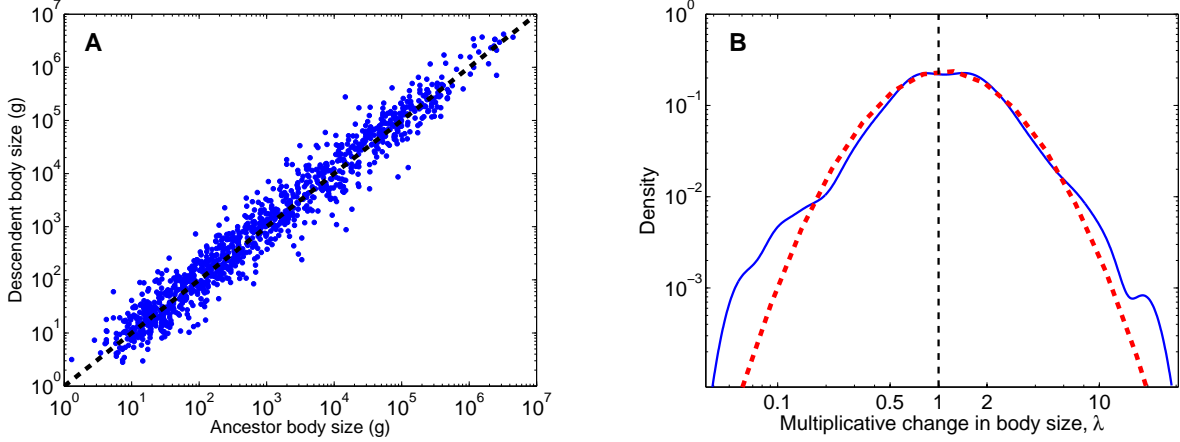 A
Descendent body size (g)
10^7
10^6
10^5
10^4
10^3
10^2
10^1
10^0
10^0 10^1 10^2 10^3 10^4 10^5 10^6 10^7
Ancestor body size (g)
B
Density
10^0
10^−1
10^−2
10^−3
0.1 0.5 1 2 10
Multiplicative change in body size, λ